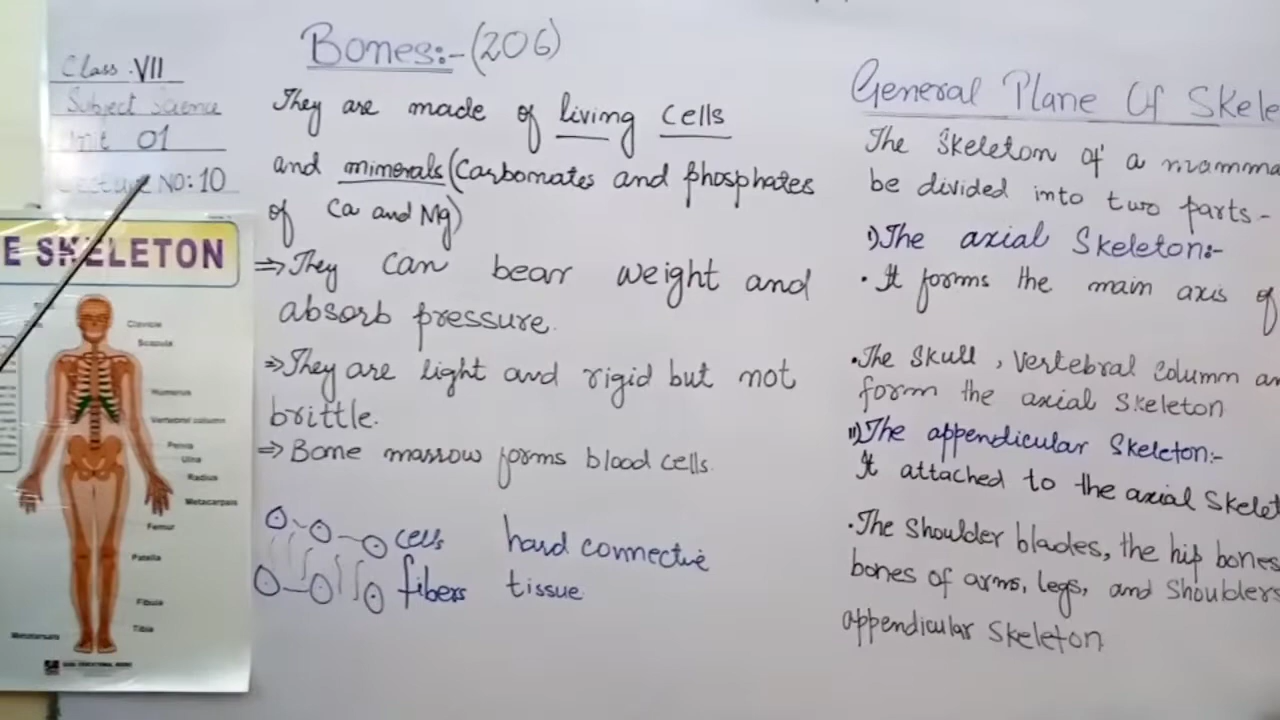 Class VII
Subject Science
Unit 01
Lecture NO:10
E SKELETON
Clavicle
Scapula
Humerus
Vertebral column
Pelvis
Ulna
Radius
Metacarpals
Femur
Patella
Fibula
Tibia
Metatarsals
Bones:-(206)
They are made of living cells
and minerals (Carbonates and phosphates
of Ca and Mg)
⇒They can bear weight and
absorb pressure.
⇒They are light and rigid but not
brittle.
⇒Bone marrow forms blood cells.
cells
fibers
hard connective
tissue
General Plane Of Skele
The Skeleton of a mamma
be divided into two parts-
i)The axial Skeleton:-
• It forms the main axis of
•The Skull, Vertebral Column an
form the axial Skeleton
ii)The appendicular Skeleton:-
It attached to the axial Skelet
•The Shoulder blades, the hip bones
bones of arms, legs, and Shoulders
appendicular Skeleton